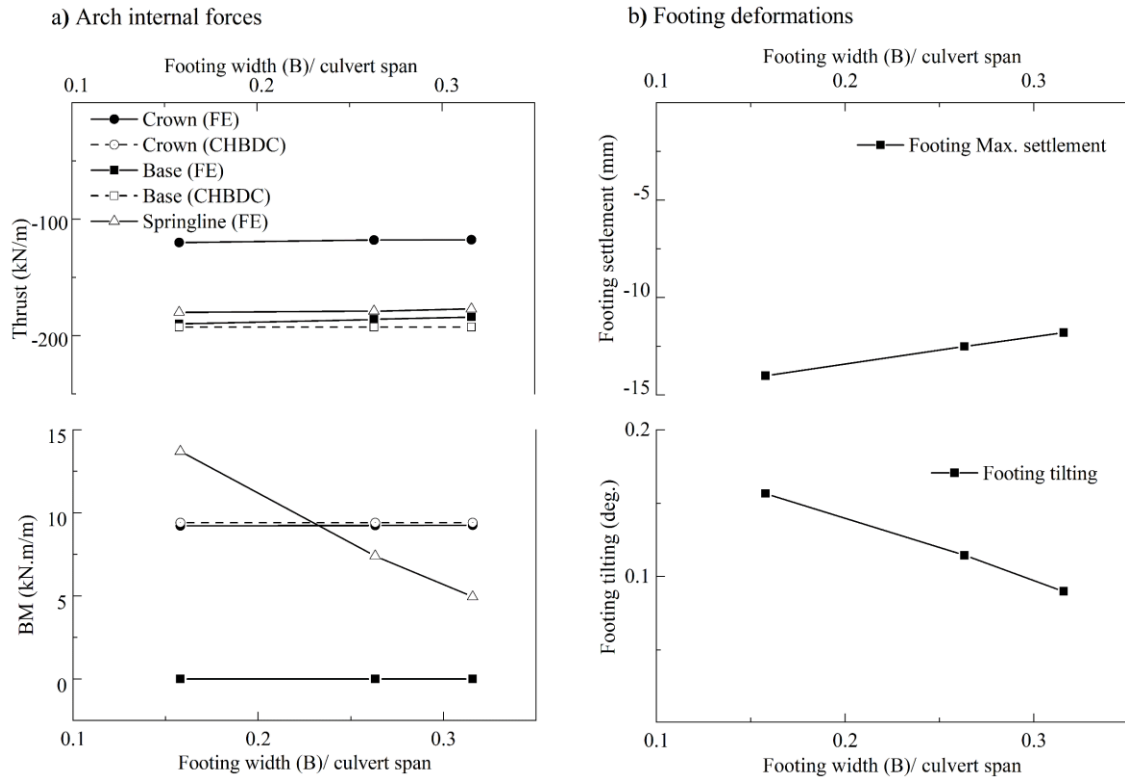 a) Arch internal forces
Footing width (B)/ culvert span
0.1
0.2
0.3
Crown (FE)
Crown (CHBDC)
Base (FE)
Base (CHBDC)
Springline (FE)
-100
-200
Thrust (kN/m)
15
10
5
0
BM (kN.m/m)
0.1
0.2
0.3
Footing width (B)/ culvert span
b) Footing deformations
Footing width (B)/ culvert span
0.1
0.2
0.3
Footing Max. settlement
-5
-10
-15
Footing settlement (mm)
0.2
0.1
Footing tilting
Footing tilting (deg.)
0.1
0.2
0.3
Footing width (B)/ culvert span